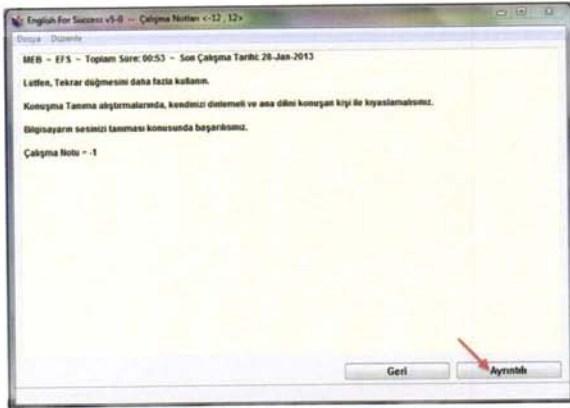 English For Success v5-0 -- Çalışma Notları <-12 , 12>
Dosya Düzenle
MEB - EFS - Toplam Süre: 00:53 - Son Çalışma Tarihi: 28-Jan-2013
Lütfen, Tekrar düğmesini daha fazla kullanın.
Konuşma Tanıma alıştırmalarında, kendinizi dinlemeli ve ana dilini konuşan kişi ile kıyaslamalısınız.
Bilgisayarın sesinizi tanıması konusunda başarılısınız.
Çalışma Notu = -1
Geri Ayrıntılı